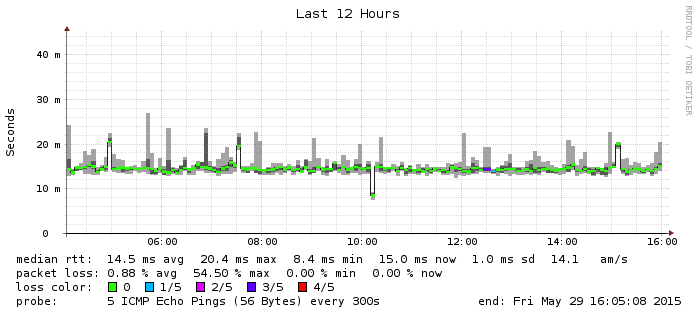 Last 12 Hours
RRDTOOL / TOBI OETIKER
Seconds
40 m
30 m
20 m
10 m
0
06:00 08:00 10:00 12:00 14:00 16:00
median rtt: 14.5 ms avg 20.4 ms max 8.4 ms min 15.0 ms now 1.0 ms sd 14.1 am/s
packet loss: 0.88 % avg 54.50 % max 0.00 % min 0.00 % now
loss color: 0 1/5 2/5 3/5 4/5
probe: 5 ICMP Echo Pings (56 Bytes) every 300s end: Fri May 29 16:05:08 2015